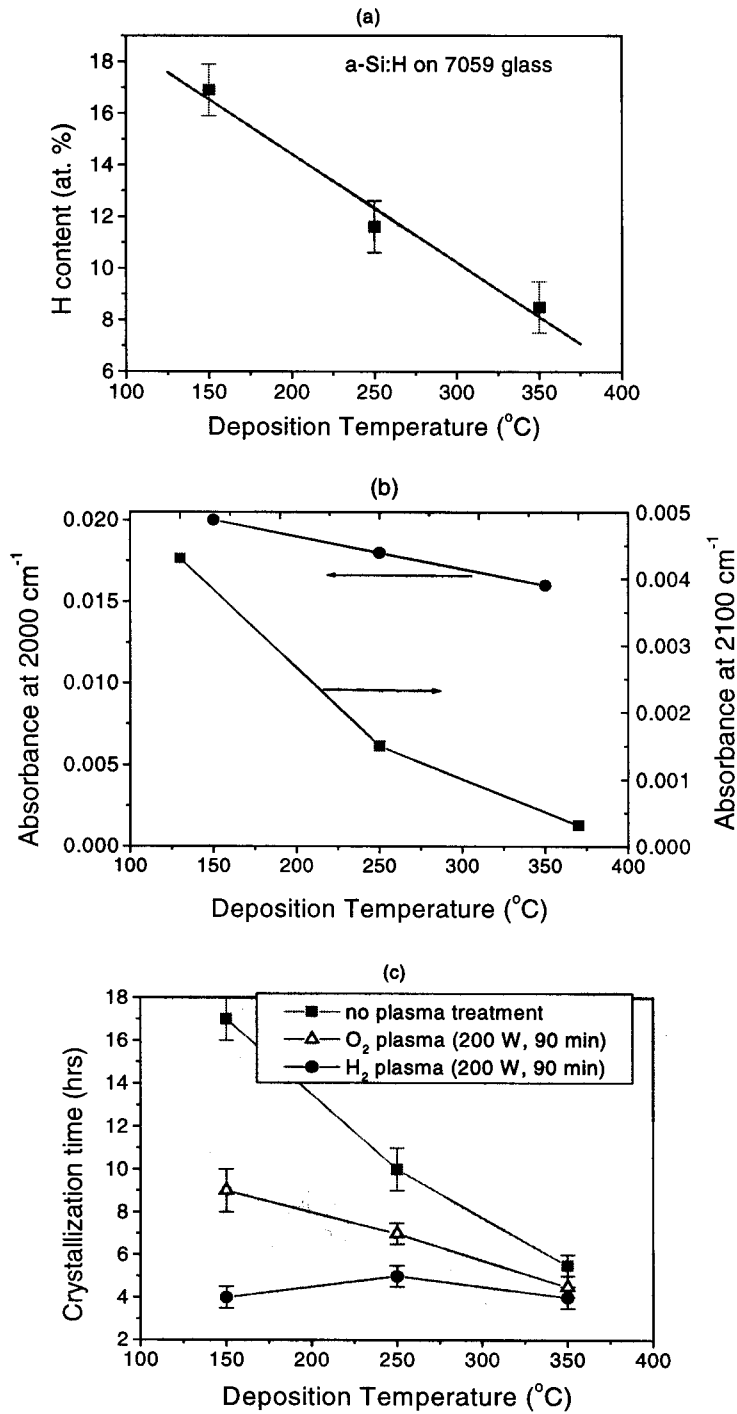 (a)
a-Si:H on 7059 glass
H content (at. %)
18
16
14
12
10
8
6
100 150 200 250 300 350 400
Deposition Temperature (°C)
(b)
Absorbance at 2000 cm⁻¹
0.020
0.015
0.010
0.005
0.000
0.005
0.004
0.003
0.002
0.001
0.000
Absorbance at 2100 cm⁻¹
100 150 200 250 300 350 400
Deposition Temperature (°C)
(c)
no plasma treatment
O₂ plasma (200 W, 90 min)
H₂ plasma (200 W, 90 min)
Crystallization time (hrs)
18
16
14
12
10
8
6
4
2
100 150 200 250 300 350 400
Deposition Temperature (°C)